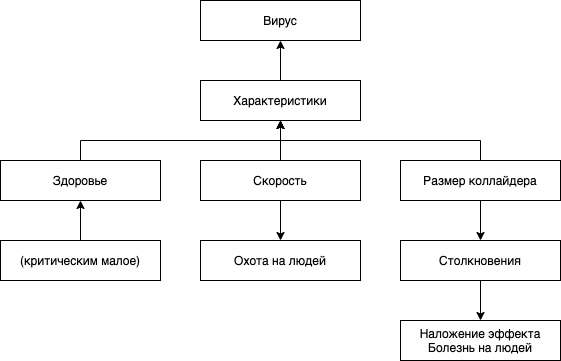 Вирус
Характеристики
Здоровье
Скорость
Размер коллайдера
(критическим малое)
Охота на людей
Столкновения
Наложение эффекта
Болезнь на людей